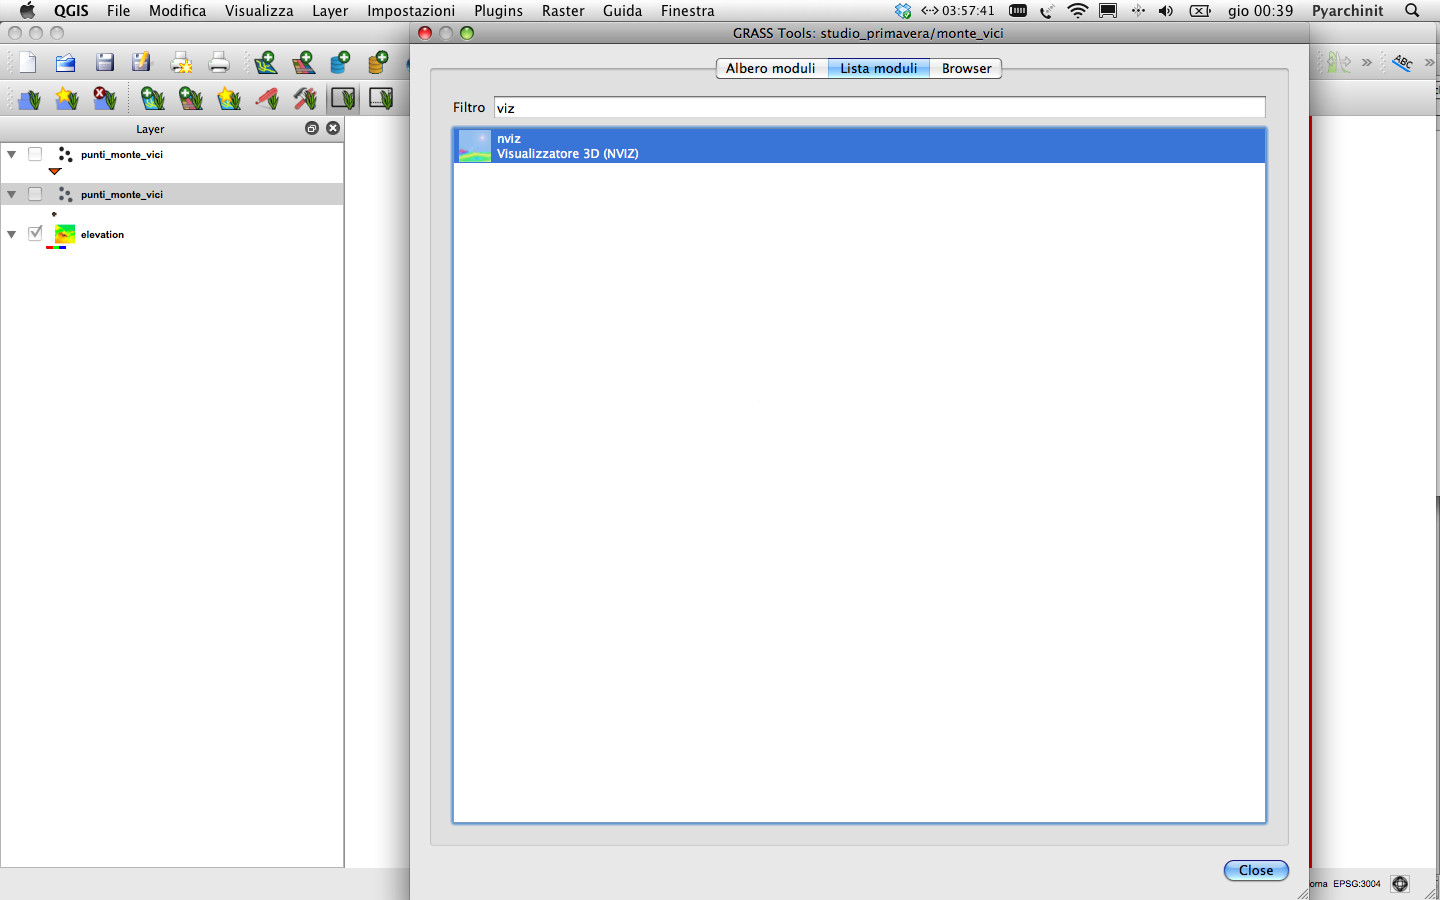 QGIS File Modifica Visualizza Layer Impostazioni Plugins Raster Guida Finestra 03:57:41 gio 00:39 Pyarchinit
GRASS Tools: studio_primavera/monte_vici
Albero moduli Lista moduli Browser
ABC
Filtro viz
Layer
nviz
Visualizzatore 3D (NVIZ)
punti_monte_vici
punti_monte_vici
elevation
Close
oma EPSG:3004